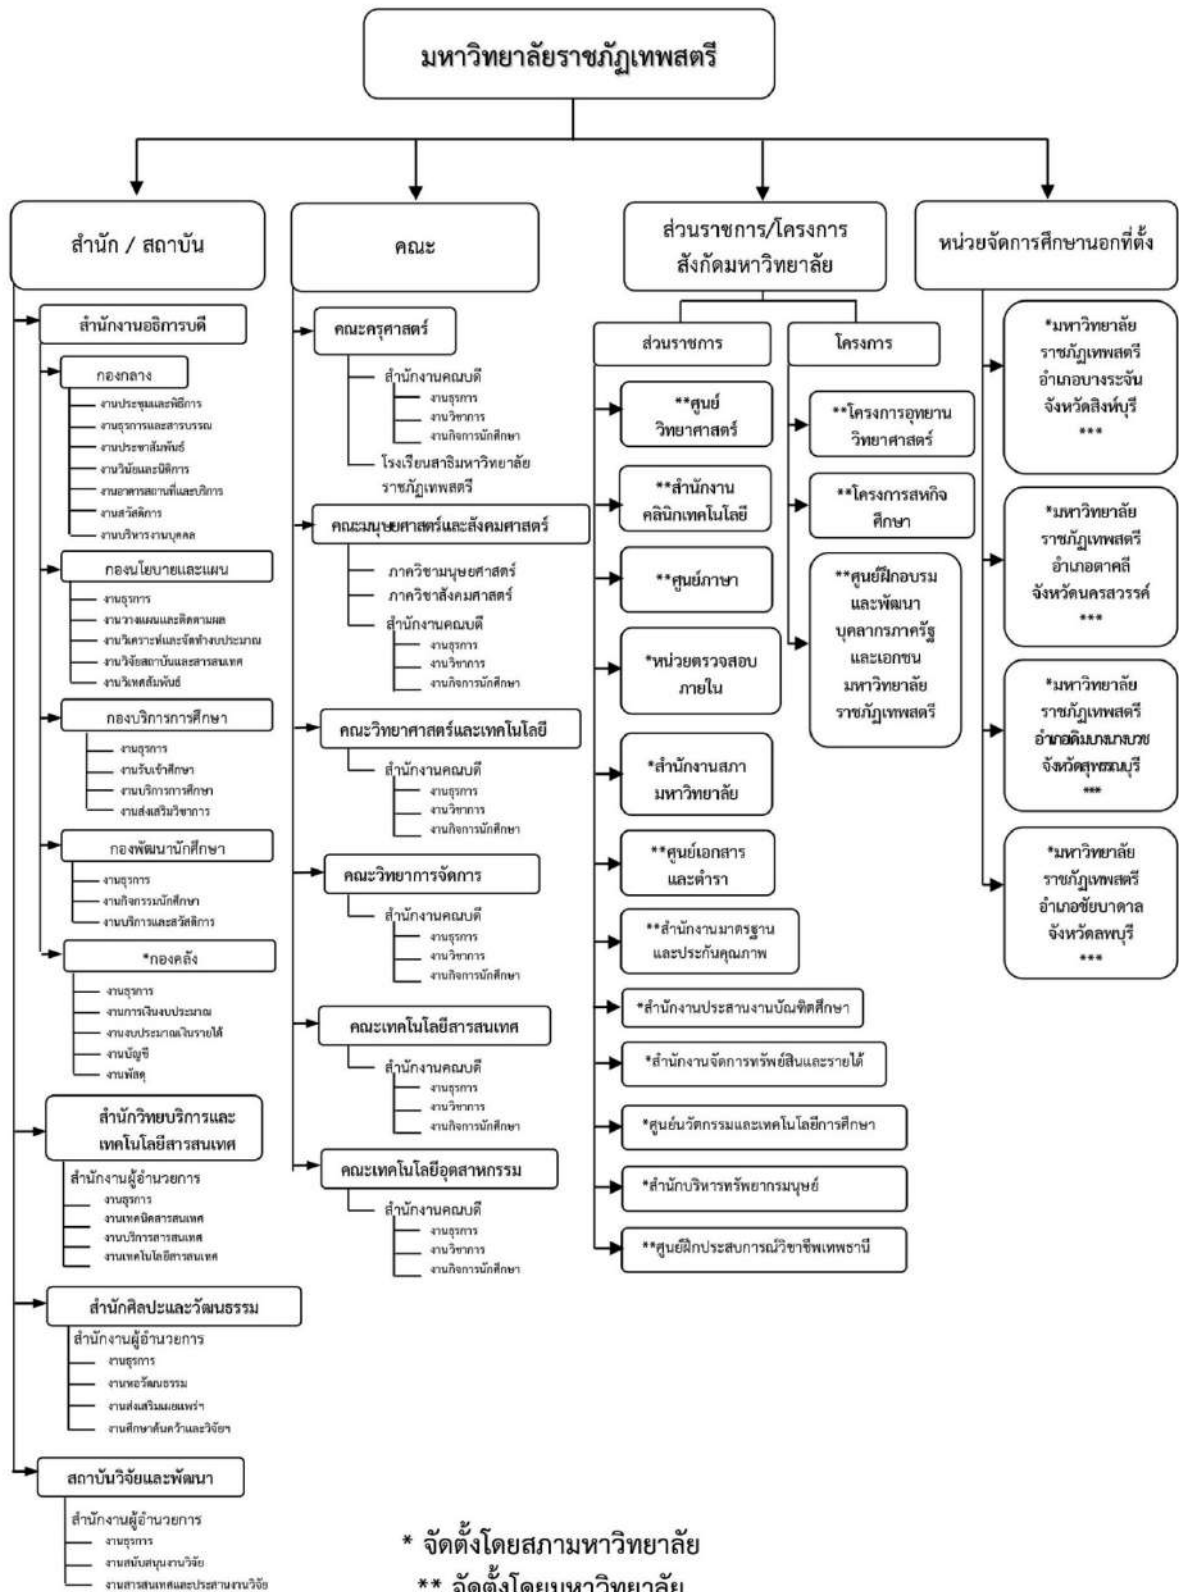 มหาวิทยาลัยราชภัฏเทพสตรี
สำนัก / สถาบัน
สำนักงานอธิการบดี
กองกลาง
งานประชุมและพิธีการ
งานธุรการและสารบรรณ
งานประชาสัมพันธ์
งานวินัยและนิติการ
งานอาคารสถานที่และบริการ
งานสวัสดิการ
งานบริหารงานบุคคล
กองนโยบายและแผน
งานธุรการ
งานวางแผนและติดตามผล
งานวิเคราะห์และจัดทำงบประมาณ
งานวิจัยสถาบันและสารสนเทศ
งานวิเทศสัมพันธ์
กองบริการการศึกษา
งานธุรการ
งานรับเข้าศึกษา
งานบริการการศึกษา
งานส่งเสริมวิชาการ
กองพัฒนานักศึกษา
งานธุรการ
งานกิจกรรมนักศึกษา
งานบริการและสวัสดิการ
*กองคลัง
งานธุรการ
งานการเงินงบประมาณ
งานงบประมาณเงินรายได้
งานบัญชี
งานพัสดุ
สำนักวิทยบริการและ
เทคโนโลยีสารสนเทศ
สำนักงานผู้อำนวยการ
งานธุรการ
งานเทคนิคสารสนเทศ
งานบริการสารสนเทศ
งานเทคโนโลยีสารสนเทศ
สำนักศิลปะและวัฒนธรรม
สำนักงานผู้อำนวยการ
งานธุรการ
งานหอวัฒนธรรม
งานส่งเสริมเผยแพร่ฯ
งานศึกษาค้นคว้าและวิจัยฯ
สถาบันวิจัยและพัฒนา
สำนักงานผู้อำนวยการ
งานธุรการ
งานสนับสนุนงานวิจัย
งานสารสนเทศและประสานงานวิจัย
คณะ
คณะครุศาสตร์
สำนักงานคณบดี
งานธุรการ
งานวิชาการ
งานกิจการนักศึกษา
โรงเรียนสาธิมหาวิทยาลัย
ราชภัฏเทพสตรี
คณะมนุษยศาสตร์และสังคมศาสตร์
ภาควิชามนุษยศาสตร์
ภาควิชาสังคมศาสตร์
สำนักงานคณบดี
งานธุรการ
งานวิชาการ
งานกิจการนักศึกษา
คณะวิทยาศาสตร์และเทคโนโลยี
สำนักงานคณบดี
งานธุรการ
งานวิชาการ
งานกิจการนักศึกษา
คณะวิทยาการจัดการ
สำนักงานคณบดี
งานธุรการ
งานวิชาการ
งานกิจการนักศึกษา
คณะเทคโนโลยีสารสนเทศ
สำนักงานคณบดี
งานธุรการ
งานวิชาการ
งานกิจการนักศึกษา
คณะเทคโนโลยีอุตสาหกรรม
สำนักงานคณบดี
งานธุรการ
งานวิชาการ
งานกิจการนักศึกษา
ส่วนราชการ/โครงการ
สังกัดมหาวิทยาลัย
ส่วนราชการ
**ศูนย์
วิทยาศาสตร์
**สำนักงาน
คลินิกเทคโนโลยี
**ศูนย์ภาษา
*หน่วยตรวจสอบ
ภายใน
*สำนักงานสภา
มหาวิทยาลัย
**ศูนย์เอกสาร
และตำรา
**สำนักงานมาตรฐาน
และประกันคุณภาพ
*สำนักงานประสานงานบัณฑิตศึกษา
*สำนักงานจัดการทรัพย์สินและรายได้
*ศูนย์นวัตกรรมและเทคโนโลยีการศึกษา
*สำนักบริหารทรัพยากรมนุษย์
**ศูนย์ฝึกประสบการณ์วิชาชีพเทพธานี
โครงการ
**โครงการอุทยาน
วิทยาศาสตร์
**โครงการสหกิจ
ศึกษา
**ศูนย์ฝึกอบรม
และพัฒนา
บุคลากรภาครัฐ
และเอกชน
มหาวิทยาลัย
ราชภัฏเทพสตรี
หน่วยจัดการศึกษานอกที่ตั้ง
*มหาวิทยาลัย
ราชภัฏเทพสตรี
อำเภอบางระจัน
จังหวัดสิงห์บุรี
***
*มหาวิทยาลัย
ราชภัฏเทพสตรี
อำเภอตาคลี
จังหวัดนครสวรรค์
***
*มหาวิทยาลัย
ราชภัฏเทพสตรี
อำเภอดิมบางนางบวช
จังหวัดสุพรรณบุรี
***
*มหาวิทยาลัย
ราชภัฏเทพสตรี
อำเภอชัยบาดาล
จังหวัดลพบุรี
***
* จัดตั้งโดยสภามหาวิทยาลัย
** จัดตั้งโดยมหาวิทยาลัย